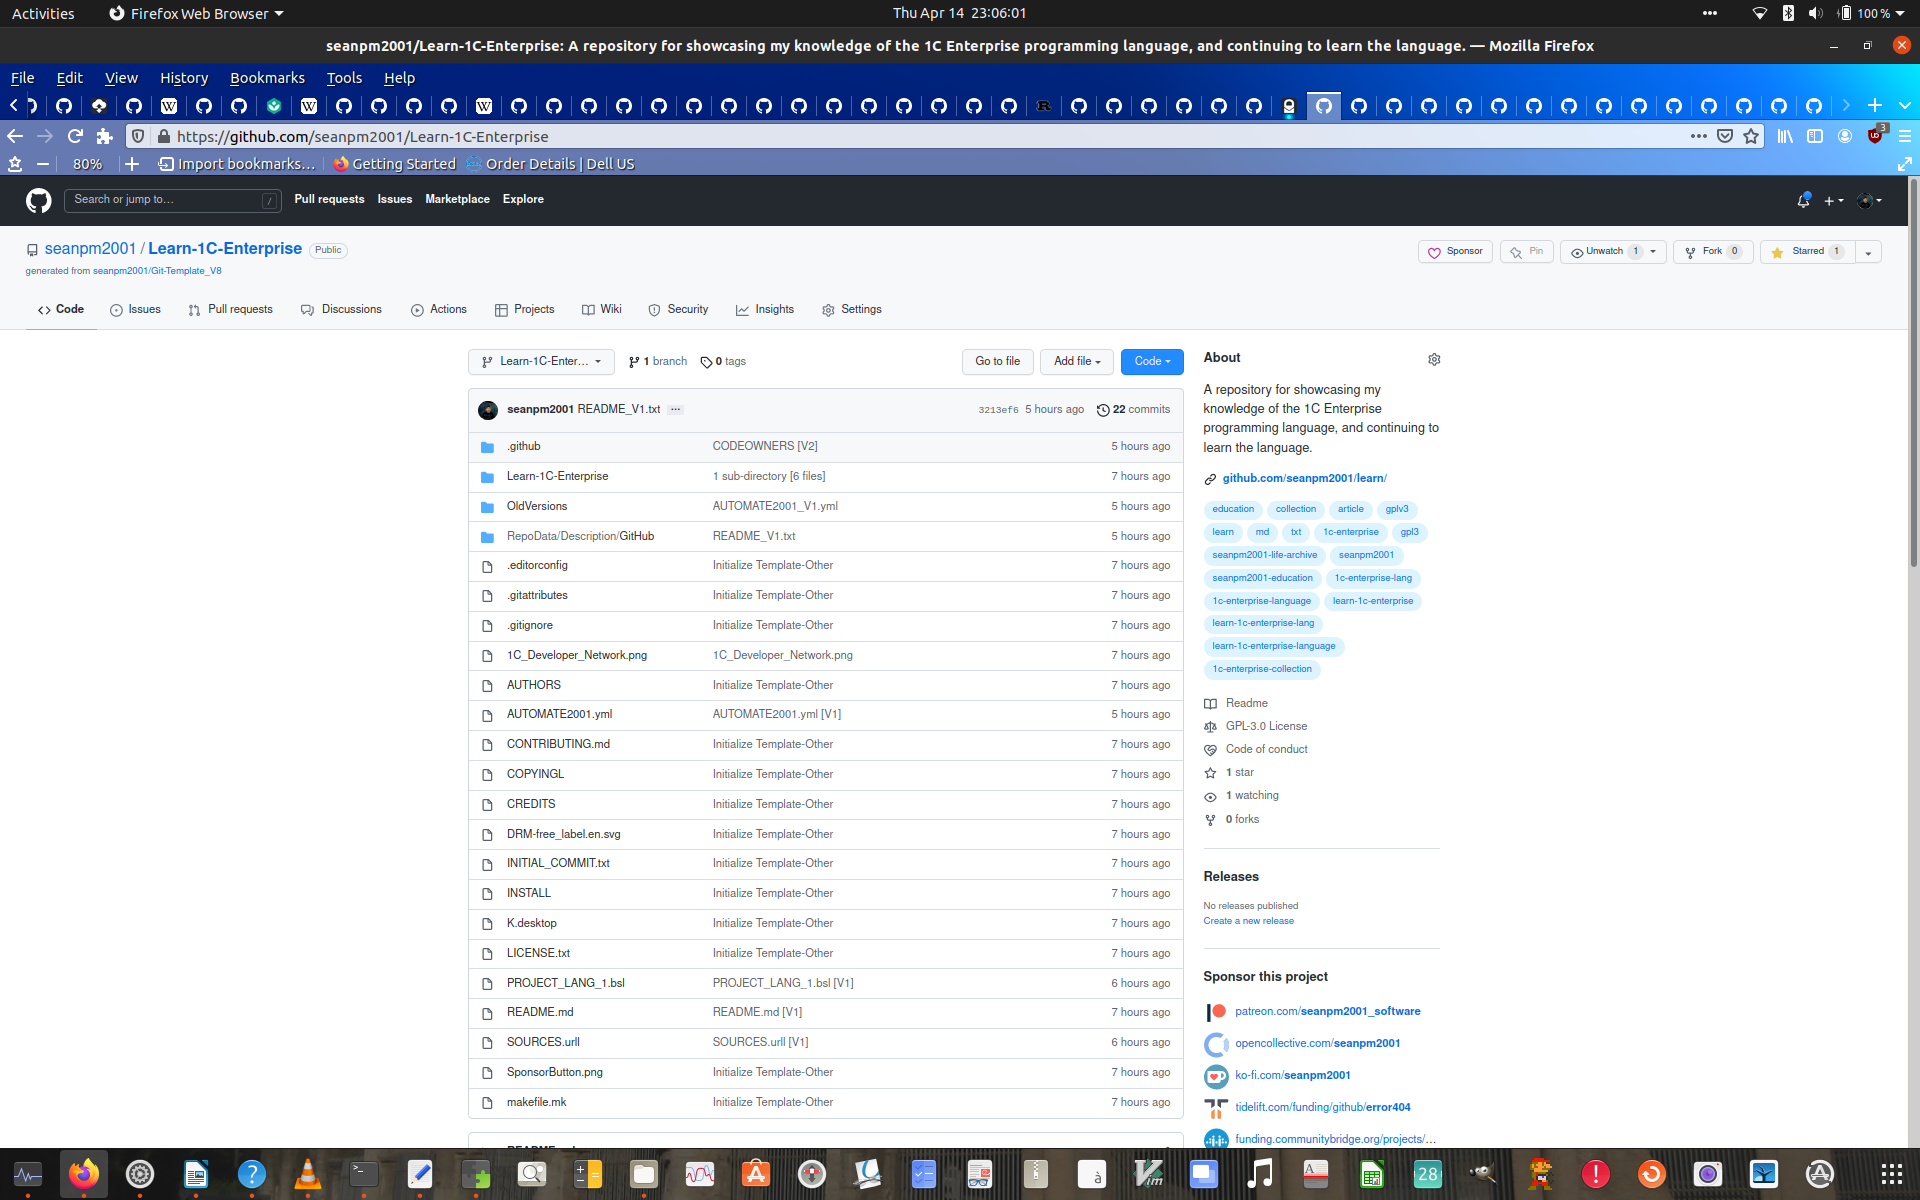 Activities
Firefox Web Browser
Thu Apr 14 23:06:01
100 %
seanpm2001/Learn-1C-Enterprise: A repository for showcasing my knowledge of the 1C Enterprise programming language, and continuing to learn the language. — Mozilla Firefox
File Edit View History Bookmarks Tools Help
https://github.com/seanpm2001/Learn-1C-Enterprise
3
80%
Import bookmarks...
Getting Started
Order Details | Dell US
Search or jump to...
/
Pull requests Issues Marketplace Explore
seanpm2001 / Learn-1C-Enterprise
Public
generated from seanpm2001/Git-Template_V8
Sponsor
Pin
Unwatch 1
Fork 0
Starred 1
Code
Issues
Pull requests
Discussions
Actions
Projects
Wiki
Security
Insights
Settings
Learn-1C-Enter...
1 branch
0 tags
Go to file
Add file
Code
seanpm2001 README_V1.txt ...
3213ef6 5 hours ago
22 commits
.github CODEOWNERS [V2] 5 hours ago
Learn-1C-Enterprise 1 sub-directory [6 files] 7 hours ago
OldVersions AUTOMATE2001_V1.yml 5 hours ago
RepoData/Description/GitHub README_V1.txt 5 hours ago
.editorconfig Initialize Template-Other 7 hours ago
.gitattributes Initialize Template-Other 7 hours ago
.gitignore Initialize Template-Other 7 hours ago
1C_Developer_Network.png 1C_Developer_Network.png 7 hours ago
AUTHORS Initialize Template-Other 7 hours ago
AUTOMATE2001.yml AUTOMATE2001.yml [V1] 5 hours ago
CONTRIBUTING.md Initialize Template-Other 7 hours ago
COPYINGL Initialize Template-Other 7 hours ago
CREDITS Initialize Template-Other 7 hours ago
DRM-free_label.en.svg Initialize Template-Other 7 hours ago
INITIAL_COMMIT.txt Initialize Template-Other 7 hours ago
INSTALL Initialize Template-Other 7 hours ago
K.desktop Initialize Template-Other 7 hours ago
LICENSE.txt Initialize Template-Other 7 hours ago
PROJECT_LANG_1.bsl PROJECT_LANG_1.bsl [V1] 6 hours ago
README.md README.md [V1] 7 hours ago
SOURCES.urll SOURCES.urll [V1] 6 hours ago
SponsorButton.png Initialize Template-Other 7 hours ago
makefile.mk Initialize Template-Other 7 hours ago
About
A repository for showcasing my
knowledge of the 1C Enterprise
programming language, and continuing to
learn the language.
github.com/seanpm2001/learn/
education collection article gplv3
learn md txt 1c-enterprise gpl3
seanpm2001-life-archive seanpm2001
seanpm2001-education 1c-enterprise-lang
1c-enterprise-language learn-1c-enterprise
learn-1c-enterprise-lang
learn-1c-enterprise-language
1c-enterprise-collection
Readme
GPL-3.0 License
Code of conduct
1 star
1 watching
0 forks
Releases
No releases published
Create a new release
Sponsor this project
patreon.com/seanpm2001_software
opencollective.com/seanpm2001
ko-fi.com/seanpm2001
tidelift.com/funding/github/error404
funding.communitybridge.org/projects/...
28